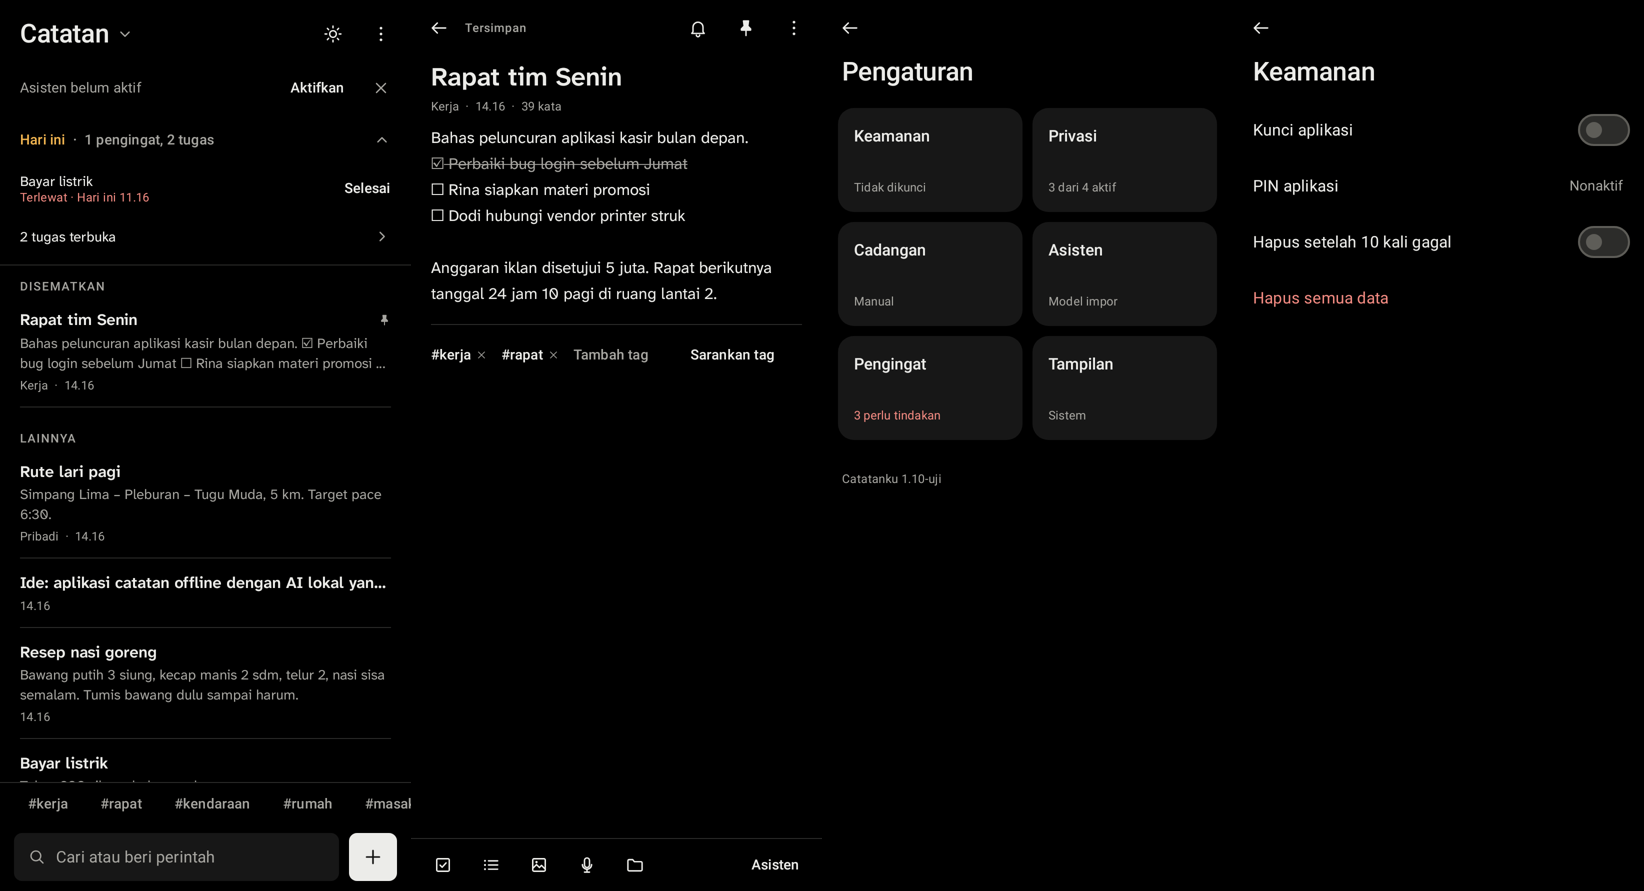 Catatan
Asisten belum aktif
Aktifkan
Hari ini · 1 pengingat, 2 tugas
Bayar listrik
Terlewat · Hari ini 11.16
Selesai
2 tugas terbuka
DISEMATKAN
Rapat tim Senin
Bahas peluncuran aplikasi kasir bulan depan. ☑ Perbaiki
bug login sebelum Jumat ☐ Rina siapkan materi promosi ...
Kerja · 14.16
LAINNYA
Rute lari pagi
Simpang Lima – Pleburan – Tugu Muda, 5 km. Target pace
6:30.
Pribadi · 14.16
Ide: aplikasi catatan offline dengan AI lokal yan...
14.16
Resep nasi goreng
Bawang putih 3 siung, kecap manis 2 sdm, telur 2, nasi sisa
semalam. Tumis bawang dulu sampai harum.
14.16
Bayar listrik
#kerja #rapat #kendaraan #rumah #masak
Cari atau beri perintah
Tersimpan
Rapat tim Senin
Kerja · 14.16 · 39 kata
Bahas peluncuran aplikasi kasir bulan depan.
☑ Perbaiki bug login sebelum Jumat
☐ Rina siapkan materi promosi
☐ Dodi hubungi vendor printer struk
Anggaran iklan disetujui 5 juta. Rapat berikutnya
tanggal 24 jam 10 pagi di ruang lantai 2.
#kerja × #rapat × Tambah tag Sarankan tag
Asisten
Pengaturan
Keamanan
Tidak dikunci
Privasi
3 dari 4 aktif
Cadangan
Manual
Asisten
Model impor
Pengingat
3 perlu tindakan
Tampilan
Sistem
Catatanku 1.10-uji
Keamanan
Kunci aplikasi
PIN aplikasi
Nonaktif
Hapus setelah 10 kali gagal
Hapus semua data